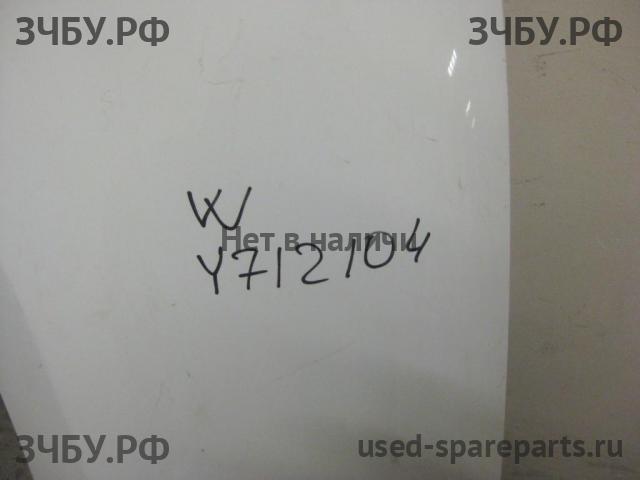 ЗЧБУ.РФ ЗЧБУ.РФ
W
Нет в наличи
Y712104
ЗЧБУ.РФ used-spareparts.ru